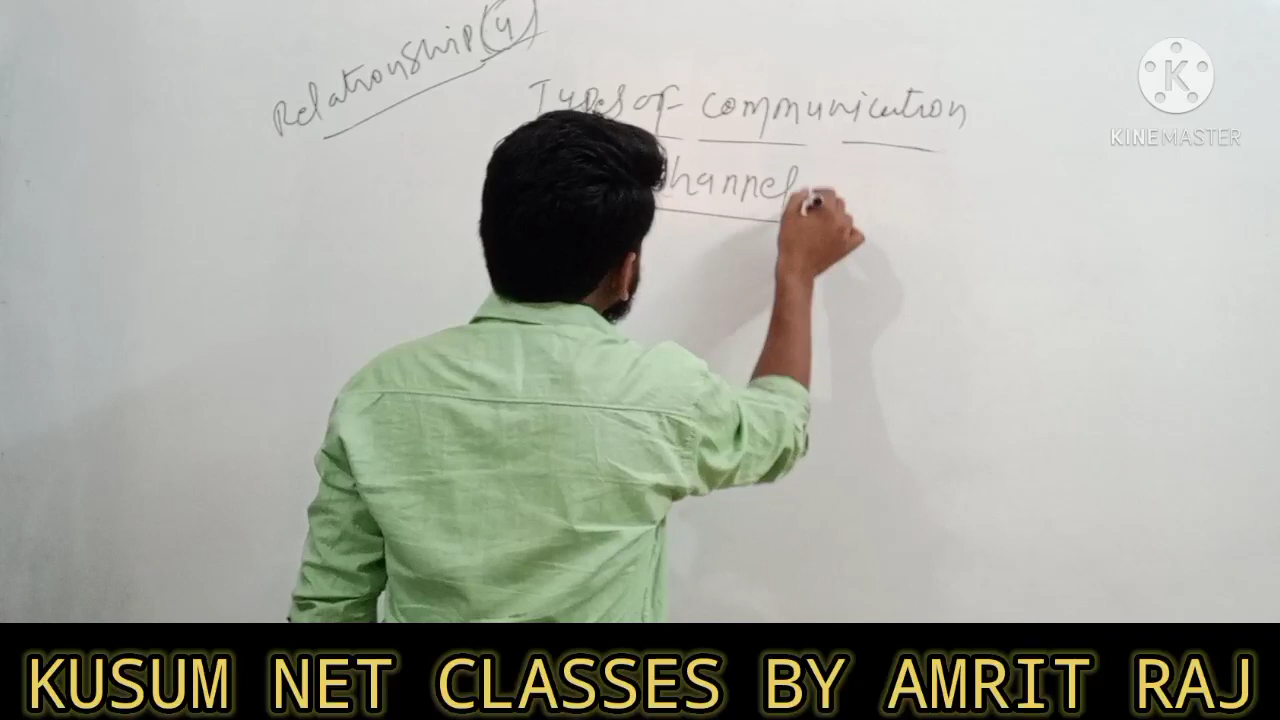 Relationship (4)
Types of communication
channel
KINEMASTER
KUSUM NET CLASSES BY AMRIT RAJ